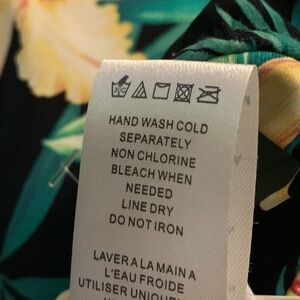 HAND WASH COLD
SEPARATELY
NON CHLORINE
BLEACH WHEN
NEEDED
LINE DRY
DO NOT IRON
LAVER A LA MAIN A
L'EAU FROIDE